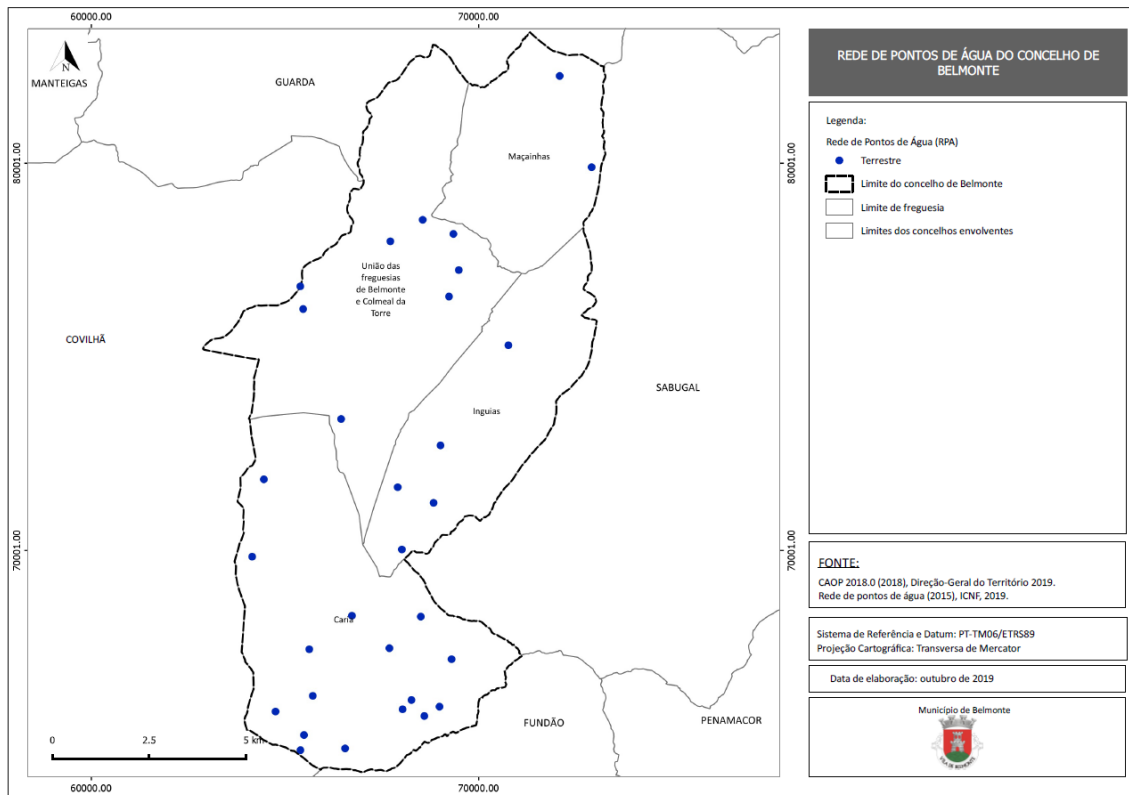 60000.00
70000.00
80001.00
80001.00
N
MANTEIGAS
GUARDA
Maçainhas
União das
freguesias
de Belmonte
e Colmeal da
Torre
COVILHÃ
SABUGAL
Inguias
70001.00
70001.00
Caria
FUNDÃO
PENAMACOR
0
2.5
5 km
60000.00
70000.00
REDE DE PONTOS DE ÁGUA DO CONCELHO DE
BELMONTE
Legenda:
Rede de Pontos de Água (RPA)
Terrestre
Limite do concelho de Belmonte
Limite de freguesia
Limites dos concelhos envolventes
FONTE:
CAOP 2018.0 (2018), Direção-Geral do Território 2019.
Rede de pontos de água (2015), ICNF, 2019.
Sistema de Referência e Datum: PT-TM06/ETRS89
Projeção Cartográfica: Transversa de Mercator
Data de elaboração: outubro de 2019
Município de Belmonte
VILA DE BELMONTE